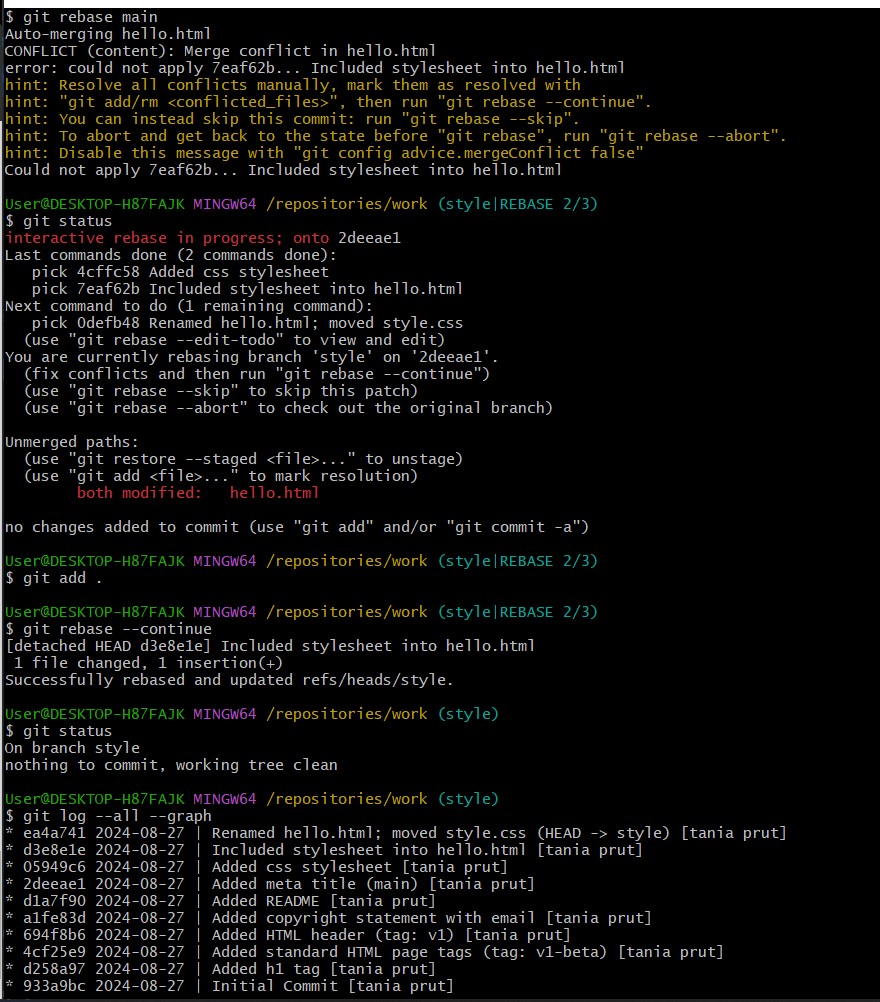 $ git rebase main
Auto-merging hello.html
CONFLICT (content): Merge conflict in hello.html
error: could not apply 7eaf62b... Included stylesheet into hello.html
hint: Resolve all conflicts manually, mark them as resolved with
hint: "git add/rm <conflicted_files>", then run "git rebase --continue".
hint: You can instead skip this commit: run "git rebase --skip".
hint: To abort and get back to the state before "git rebase", run "git rebase --abort".
hint: Disable this message with "git config advice.mergeConflict false"
Could not apply 7eaf62b... Included stylesheet into hello.html

User@DESKTOP-H87FAJK MINGW64 /repositories/work (style|REBASE 2/3)
$ git status
interactive rebase in progress; onto 2deeae1
Last commands done (2 commands done):
   pick 4cffc58 Added css stylesheet
   pick 7eaf62b Included stylesheet into hello.html
Next command to do (1 remaining command):
   pick 0defb48 Renamed hello.html; moved style.css
  (use "git rebase --edit-todo" to view and edit)
You are currently rebasing branch 'style' on '2deeae1'.
  (fix conflicts and then run "git rebase --continue")
  (use "git rebase --skip" to skip this patch)
  (use "git rebase --abort" to check out the original branch)

Unmerged paths:
  (use "git restore --staged <file>..." to unstage)
  (use "git add <file>..." to mark resolution)
        both modified:   hello.html

no changes added to commit (use "git add" and/or "git commit -a")

User@DESKTOP-H87FAJK MINGW64 /repositories/work (style|REBASE 2/3)
$ git add .

User@DESKTOP-H87FAJK MINGW64 /repositories/work (style|REBASE 2/3)
$ git rebase --continue
[detached HEAD d3e8e1e] Included stylesheet into hello.html
 1 file changed, 1 insertion(+)
Successfully rebased and updated refs/heads/style.

User@DESKTOP-H87FAJK MINGW64 /repositories/work (style)
$ git status
On branch style
nothing to commit, working tree clean

User@DESKTOP-H87FAJK MINGW64 /repositories/work (style)
$ git log --all --graph
* ea4a741 2024-08-27 | Renamed hello.html; moved style.css (HEAD -> style) [tania prut]
* d3e8e1e 2024-08-27 | Included stylesheet into hello.html [tania prut]
* 05949c6 2024-08-27 | Added css stylesheet [tania prut]
* 2deeae1 2024-08-27 | Added meta title (main) [tania prut]
* d1a7f90 2024-08-27 | Added README [tania prut]
* a1fe83d 2024-08-27 | Added copyright statement with email [tania prut]
* 694f8b6 2024-08-27 | Added HTML header (tag: v1) [tania prut]
* 4cf25e9 2024-08-27 | Added standard HTML page tags (tag: v1-beta) [tania prut]
* d258a97 2024-08-27 | Added h1 tag [tania prut]
* 933a9bc 2024-08-27 | Initial Commit [tania prut]